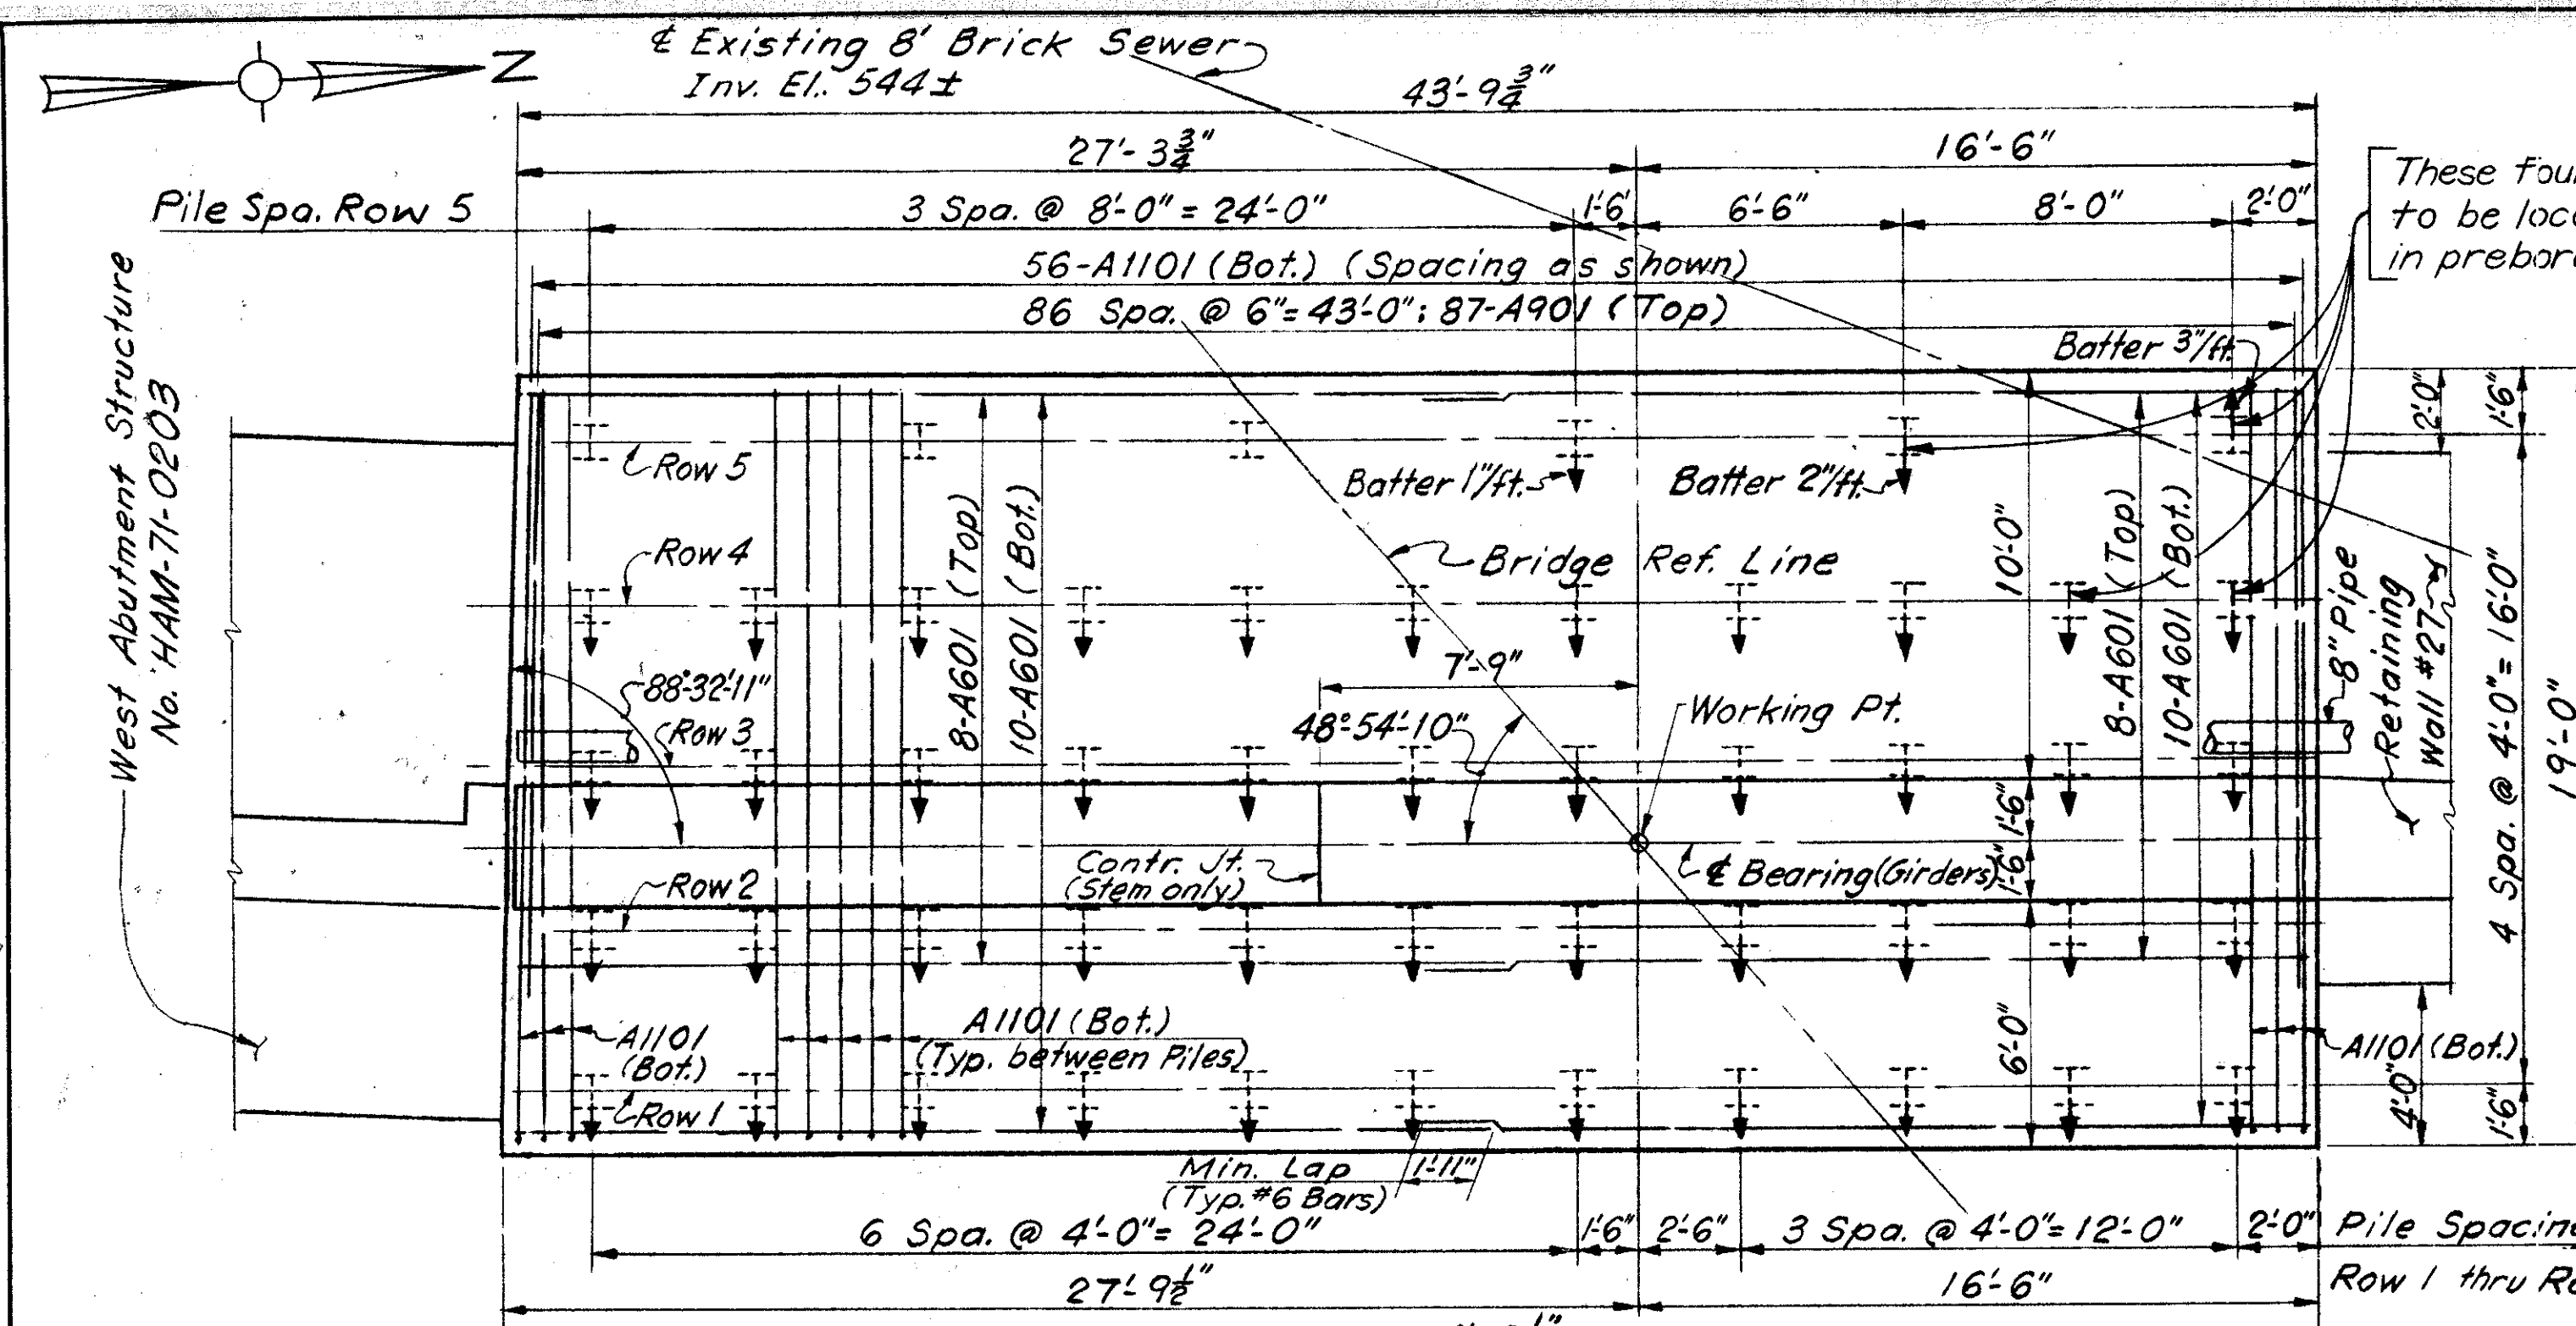 ℄ Existing 8' Brick Sewer
Inv. El. 544±
N
43'-9¾"
27'-3¾"
16'-6"
Pile Spa. Row 5
3 Spa. @ 8'-0" = 24'-0"
1'-6"
6'-6"
8'-0"
2'-0"
These four
to be loc
in prebor
56-A1101 (Bot.) (Spacing as shown)
86 Spa. @ 6"= 43'-0"; 87-A901 (Top)
West Abutment Structure
No. HAM-71-0203
Batter 3"/ft.
2'-0"
1'-6"
Row 5
Batter 1"/ft.
Batter 2"/ft.
8-A601 (Top)
10-A601 (Bot.)
Row 4
Bridge Ref. Line
10'-0"
8-A601 (Top)
10-A601 (Bot.)
8" Pipe
Retaining
Wall #27
4 Spa. @ 4'-0"= 16'-0"
19'-0"
88°-32'-11"
Row 3
7'-9"
48°-54'-10"
Working Pt.
1'-6"
Contr. Jt.
(Stem only)
℄ Bearing (Girders)
1'-6"
Row 2
A1101
(Bot.)
A1101 (Bot.)
(Typ. between Piles)
6'-0"
A1101 (Bot.)
4'-0"
1'-6"
Row 1
Min. Lap
(Typ. #6 Bars)
1'-11"
6 Spa. @ 4'-0"= 24'-0"
1'-6"
2'-6"
3 Spa. @ 4'-0"= 12'-0"
2'-0"
Pile Spacing
Row 1 thru
27'-9½"
16'-6"